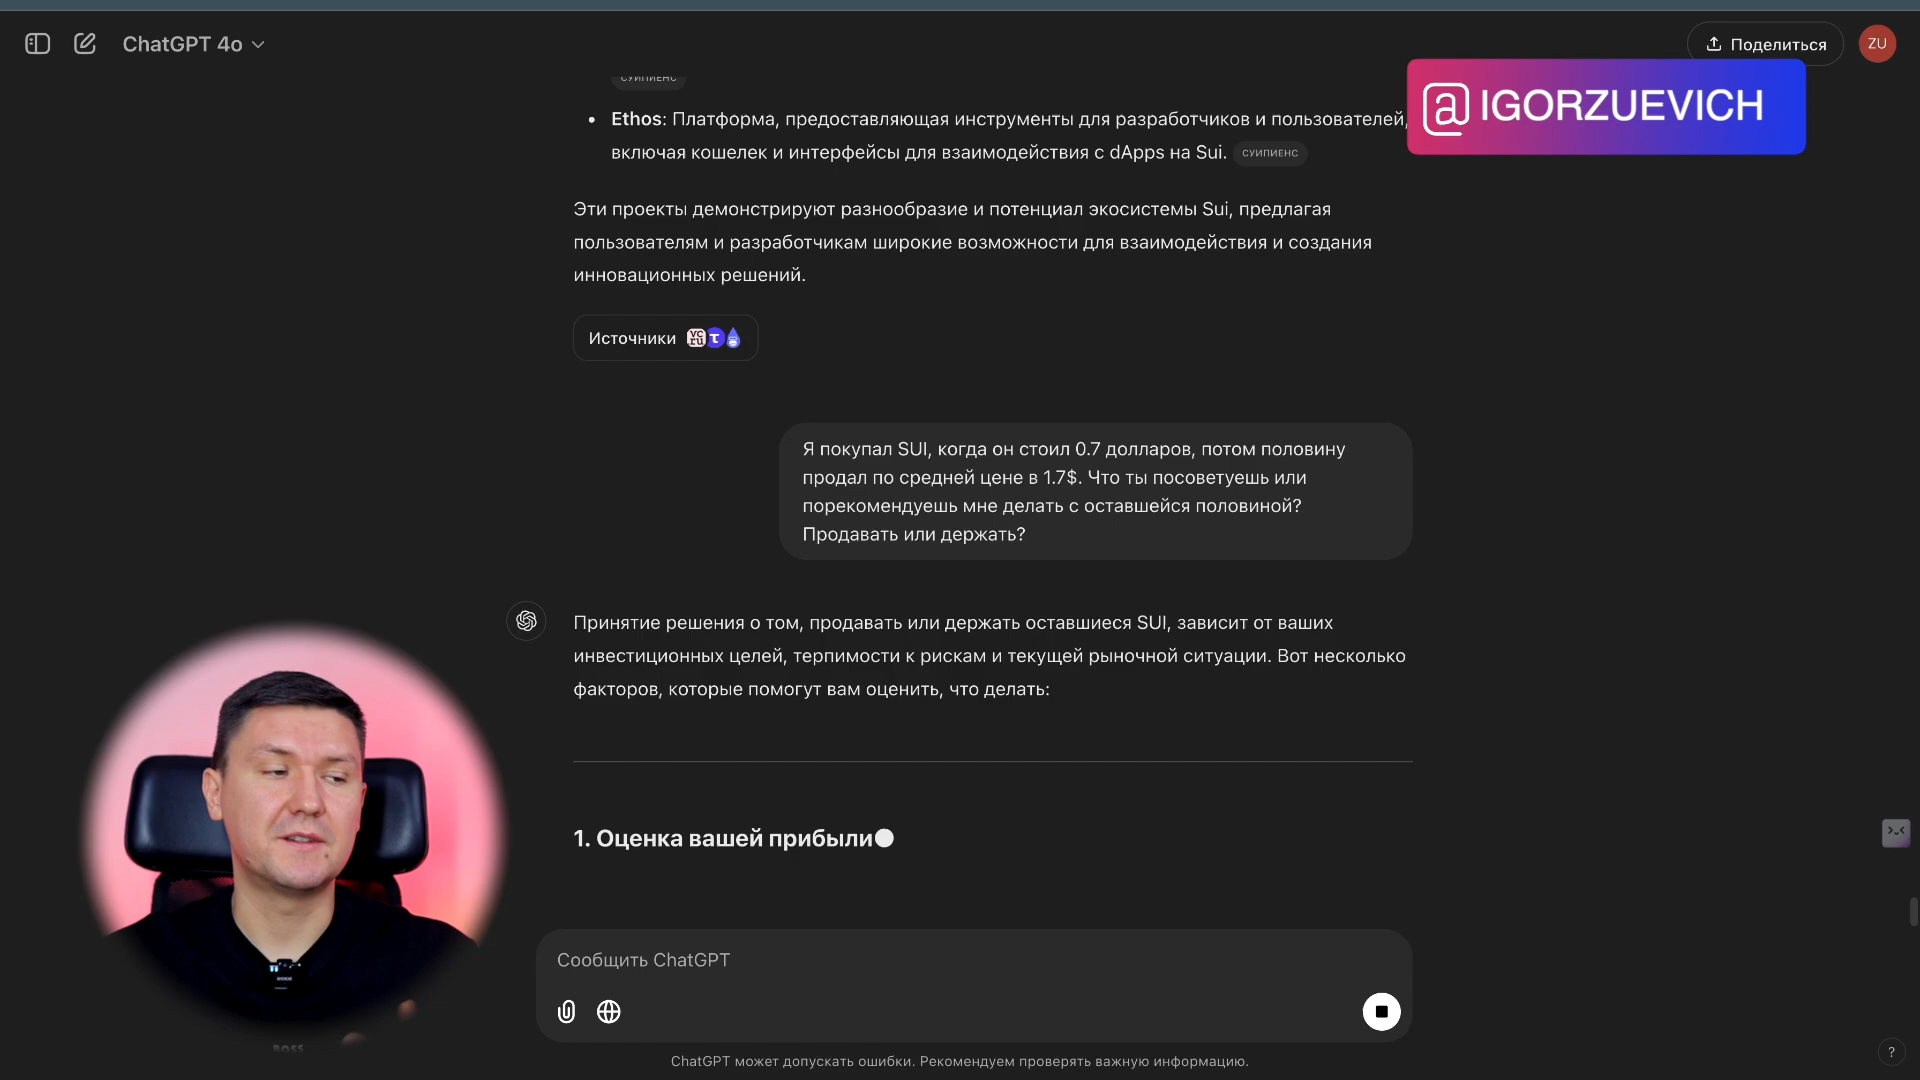 ChatGPT 4o
Поделиться
ZU
@IGORZUEVICH
СУИПИЕНС
• Ethos: Платформа, предоставляющая инструменты для разработчиков и пользователей,
включая кошелек и интерфейсы для взаимодействия с dApps на Sui. СУИПИЕНС
Эти проекты демонстрируют разнообразие и потенциал экосистемы Sui, предлагая
пользователям и разработчикам широкие возможности для взаимодействия и создания
инновационных решений.
Источники vc.ru T
Я покупал SUI, когда он стоил 0.7 долларов, потом половину
продал по средней цене в 1.7$. Что ты посоветуешь или
порекомендуешь мне делать с оставшейся половиной?
Продавать или держать?
Принятие решения о том, продавать или держать оставшиеся SUI, зависит от ваших
инвестиционных целей, терпимости к рискам и текущей рыночной ситуации. Вот несколько
факторов, которые помогут вам оценить, что делать:
1. Оценка вашей прибыли
Сообщить ChatGPT
BOSS
ChatGPT может допускать ошибки. Рекомендуем проверять важную информацию.
?